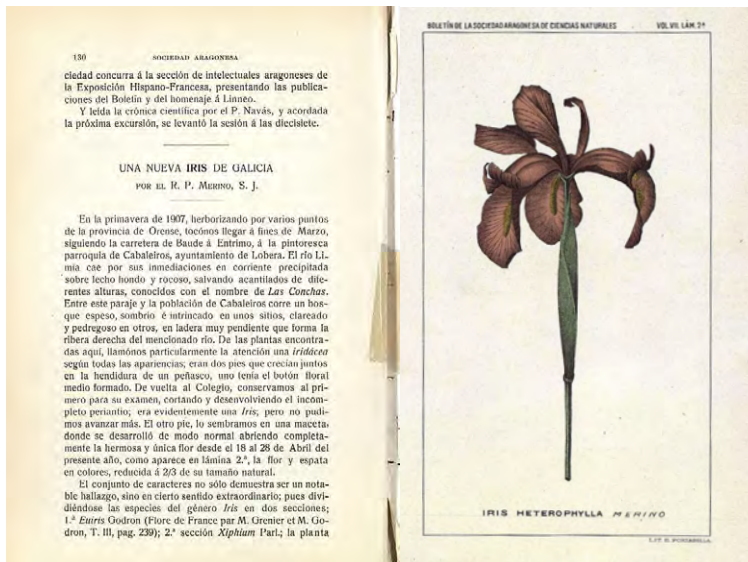 130 SOCIEDAD ARAGONESA
ciedad concurra á la sección de intelectuales aragoneses de
la Exposición Hispano-Francesa, presentando las publica-
ciones del Boletín y del homenaje á Linneo.
Y leída la crónica científica por el P. Navás, y acordada
la próxima excursión, se levantó la sesión á las diecisiete.
UNA NUEVA IRIS DE GALICIA
POR EL R. P. MERINO, S. J.
En la primavera de 1907, herborizando por varios puntos
de la provincia de Orense, tocónos llegar á fines de Marzo,
siguiendo la carretera de Baude á Entrimo, á la pintoresca
parroquia de Cabaleiros, ayuntamiento de Lobera. El río Li-
mia cae por sus inmediaciones en corriente precipitada
sobre lecho hondo y rocoso, salvando acantilados de dife-
rentes alturas, conocidos con el nombre de Las Conchas.
Entre este paraje y la población de Cabaleiros corre un bos-
que espeso, sombrío é intrincado en unos sitios, clareado
y pedregoso en otros, en ladera muy pendiente que forma la
ribera derecha del mencionado río. De las plantas encontra-
das aquí, llamónos particularmente la atención una iridácea
según todas las apariencias; eran dos pies que crecían juntos
en la hendidura de un peñasco, uno tenía el botón floral
medio formado. De vuelta al Colegio, conservamos al pri-
mero para su examen, cortando y desenvolviendo el incom-
pleto periantio; era evidentemente una Iris; pero no pudi-
mos avanzar más. El otro pie, lo sembramos en una maceta,
donde se desarrolló de modo normal abriendo completa-
mente la hermosa y única flor desde el 18 al 28 de Abril del
presente año, como aparece en lámina 2.ª, la flor y espata
en colores, reducida á 2/3 de su tamaño natural.
El conjunto de caracteres no sólo demuestra ser un nota-
ble hallazgo, sino en cierto sentido extraordinario; pues divi-
diéndose las especies del género Iris en dos secciones;
1.ª Euiris Godron (Flore de France par M. Grenier et M. Go-
dron, T. III, pag. 239); 2.ª sección Xiphium Parl.; la planta
BOLETÍN DE LA SOCIEDAD ARAGONESA DE CIENCIAS NATURALES VOL. VII. LÁM. 2ª
IRIS HETEROPHYLLA MERINO